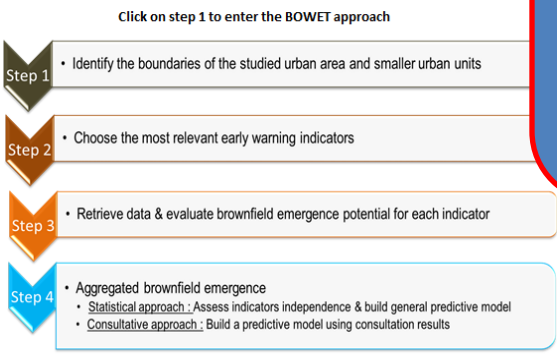 Click on step 1 to enter the BOWET approach
Step 1
• Identify the boundaries of the studied urban area and smaller urban units
Step 2
• Choose the most relevant early warning indicators
Step 3
• Retrieve data & evaluate brownfield emergence potential for each indicator
Step 4
• Aggregated brownfield emergence
• Statistical approach : Assess indicators independence & build general predictive model
• Consultative approach : Build a predictive model using consultation results